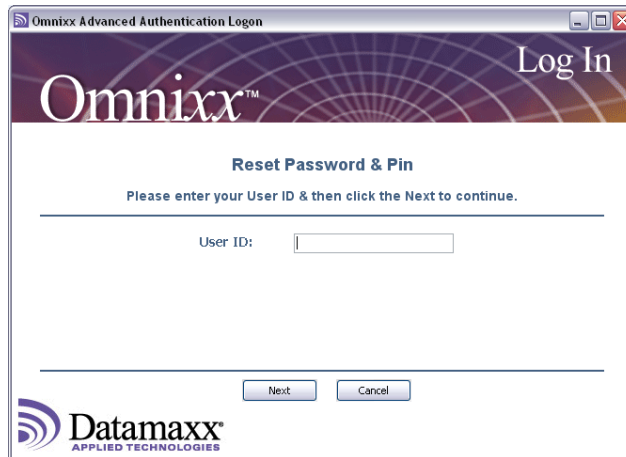 Omnixx Advanced Authentication Logon
Log In
Omnixx™
Reset Password & Pin
Please enter your User ID & then click the Next to continue.
User ID:
Next Cancel
Datamaxx®
APPLIED TECHNOLOGIES